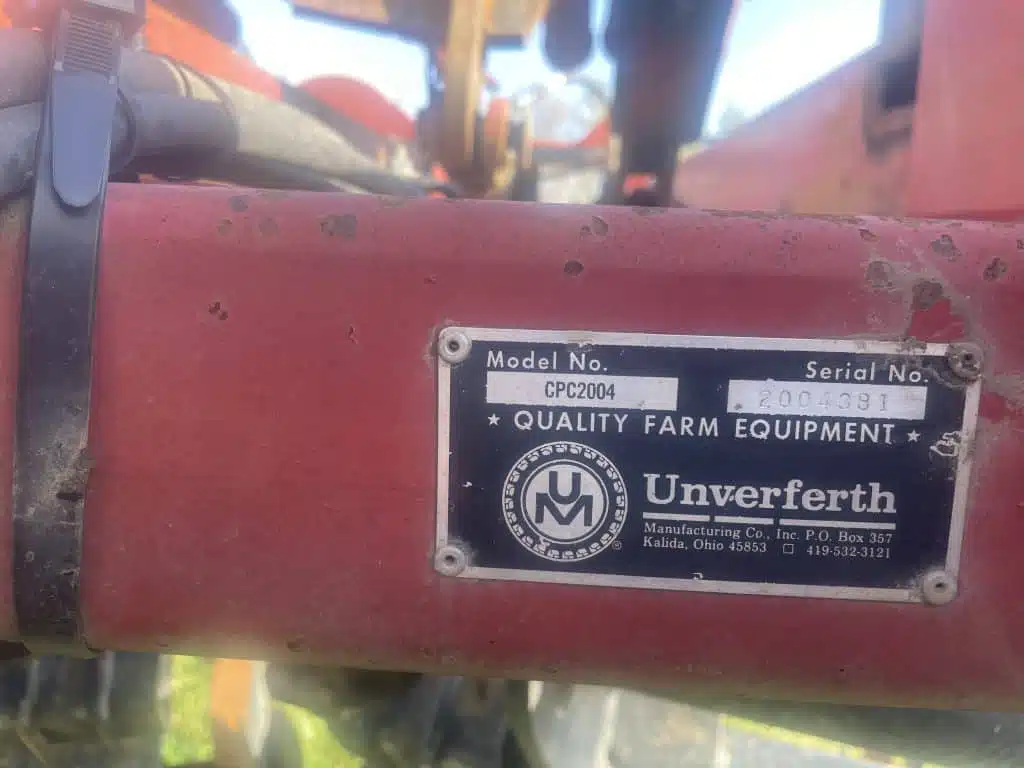 Model No. Serial No.
CPC2004 2004381
★ QUALITY FARM EQUIPMENT ★
UM ®
Unverferth
Manufacturing Co., Inc. P.O. Box 357
Kalida, Ohio 45853 □ 419-532-3121